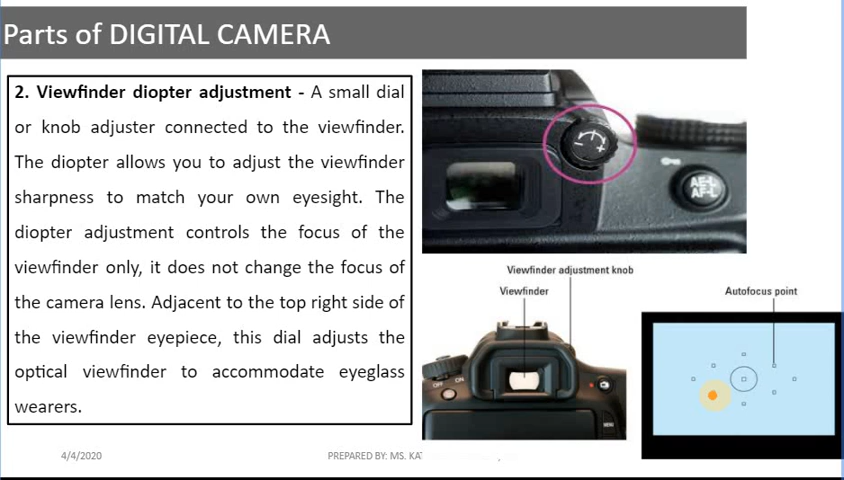 Parts of DIGITAL CAMERA
2. Viewfinder diopter adjustment - A small dial
or knob adjuster connected to the viewfinder.
The diopter allows you to adjust the viewfinder
sharpness to match your own eyesight. The
diopter adjustment controls the focus of the
viewfinder only, it does not change the focus of
the camera lens. Adjacent to the top right side of
the viewfinder eyepiece, this dial adjusts the
optical viewfinder to accommodate eyeglass
wearers.
- +
AE-L
AF-L
Viewfinder adjustment knob
Viewfinder
Autofocus point
OFF ON
MENU
4/4/2020
PREPARED BY: MS.